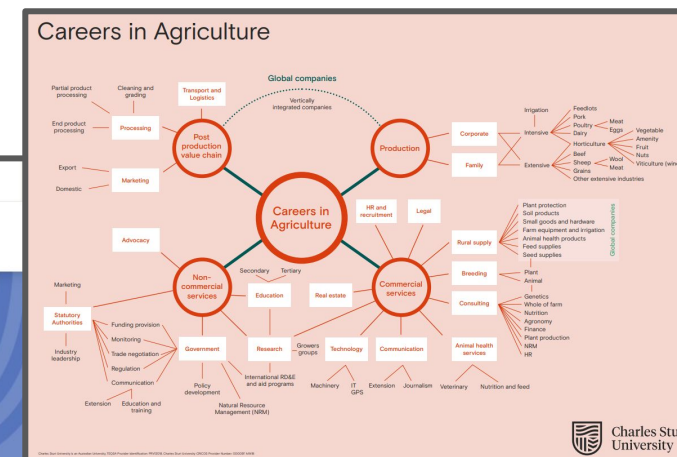 Careers in Agriculture
Global companies
Vertically
integrated companies
Partial product
processing
Cleaning and
grading
Transport and
Logistics
End product
processing
Processing
Post
production
value chain
Export
Domestic
Marketing
Production
Corporate
Family
Irrigation
Intensive
Extensive
Feedlots
Pork
Poultry
Dairy
Horticulture
Beef
Sheep
Grains
Other extensive industries
Meat
Eggs
Wool
Meat
Vegetable
Amenity
Fruit
Nuts
Viticulture
Careers in
Agriculture
Advocacy
Non-
commercial
services
Marketing
Statutory
Authorities
Industry
leadership
Funding provision
Monitoring
Trade negotiation
Regulation
Communication
Extension
Education and
training
Government
Policy
development
Natural Resource
Management (NRM)
Secondary
Tertiary
Education
Research
Growers
groups
International RD&E
and aid programs
HR and
recruitment
Legal
Real estate
Commercial
services
Technology
Machinery
IT
GPS
Communication
Extension
Journalism
Animal health
services
Veterinary
Nutrition and feed
Rural supply
Plant protection
Soil products
Small goods and hardware
Farm equipment and irrigation
Animal health products
Feed supplies
Seed supplies
Global companies
Breeding
Plant
Animal
Consulting
Genetics
Whole of farm
Nutrition
Agronomy
Finance
Plant production
NRM
HR
Charles Stu
University